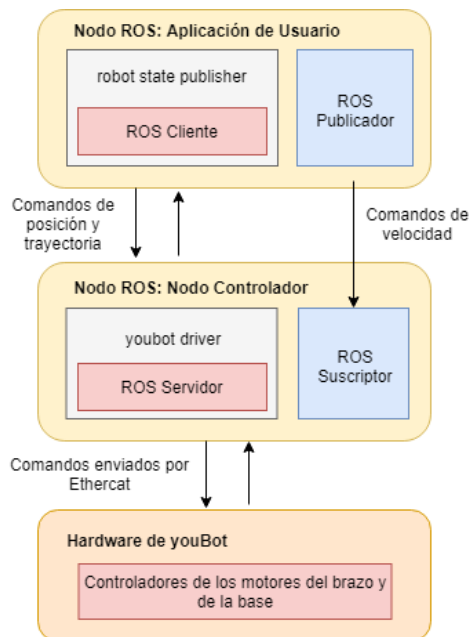 Nodo ROS: Aplicación de Usuario
robot state publisher
ROS Cliente
ROS
Publicador
Comandos de
posición y
trayectoria
Comandos de
velocidad
Nodo ROS: Nodo Controlador
youbot driver
ROS Servidor
ROS
Suscriptor
Comandos enviados por
Ethercat
Hardware de youBot
Controladores de los motores del brazo y
de la base